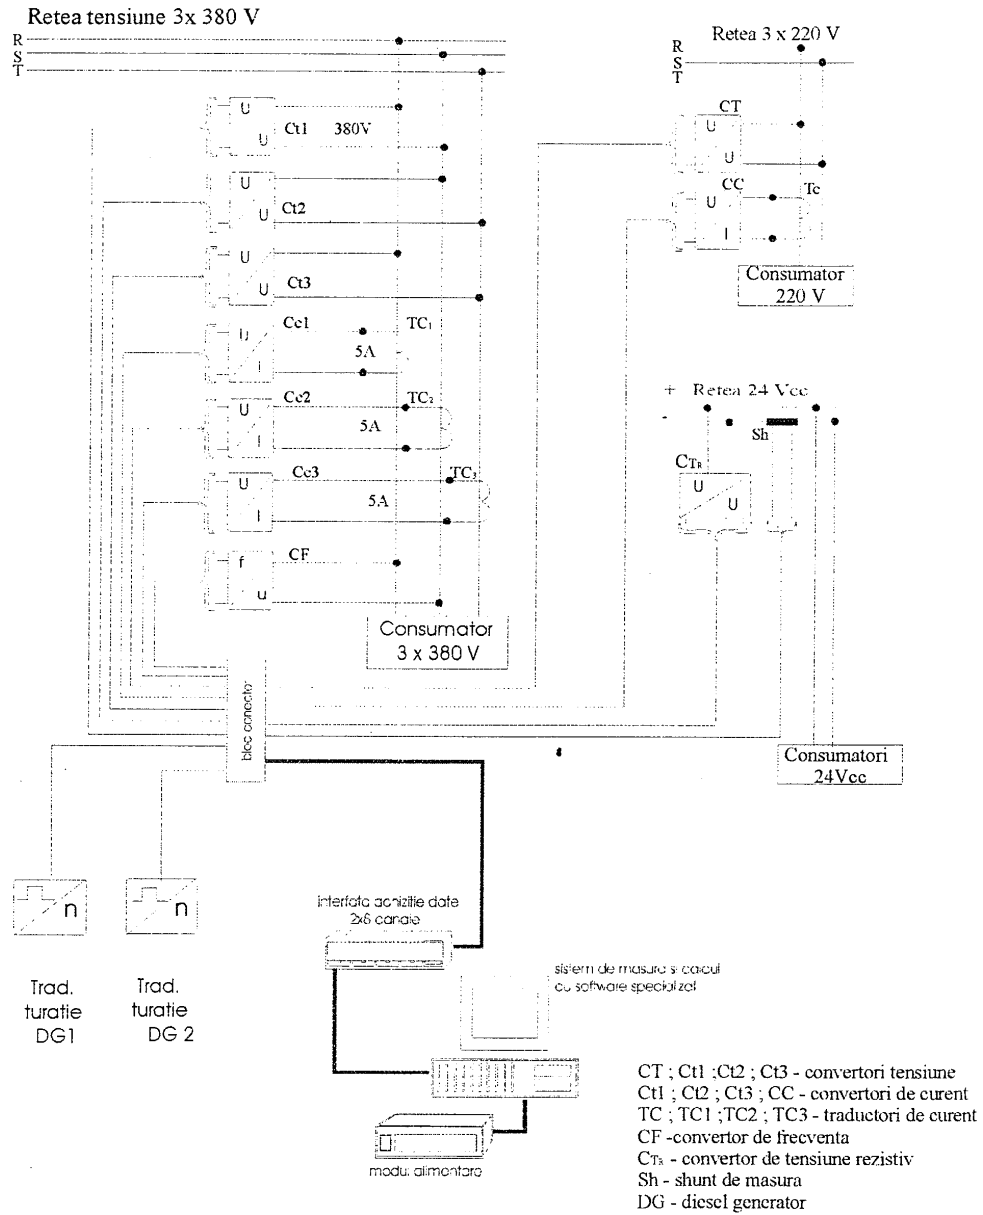 Retea tensiune 3x 380 V
R
S
T
Retea 3 x 220 V
R
S
T
U
U
Ct1 380V
U
U
Ct2
U
U
Ct3
U
I
Cc1
5A
TC1
U
I
Cc2
5A
TC2
U
I
Cc3
5A
TC3
f
u
CF
Consumator
3 x 380 V
CT
U
U
CC
U
I
Tc
Consumator
220 V
+ Retea 24 Vcc
-
Sh
CTR
U
U
Consumatori
24Vcc
bloc conector
n
n
Trad.
turatie
DG1
Trad.
turatie
DG 2
interfata achizitie date
2x8 canale
sistem de masura si calcul
cu software specializat
modul alimentare
CT ; Ct1 ;Ct2 ; Ct3 - convertori tensiune
Ct1 ; Ct2 ; Ct3 ; CC - convertori de curent
TC ; TC1 ;TC2 ; TC3 - traductori de curent
CF -convertor de frecventa
CTR - convertor de tensiune rezistiv
Sh - shunt de masura
DG - diesel generator